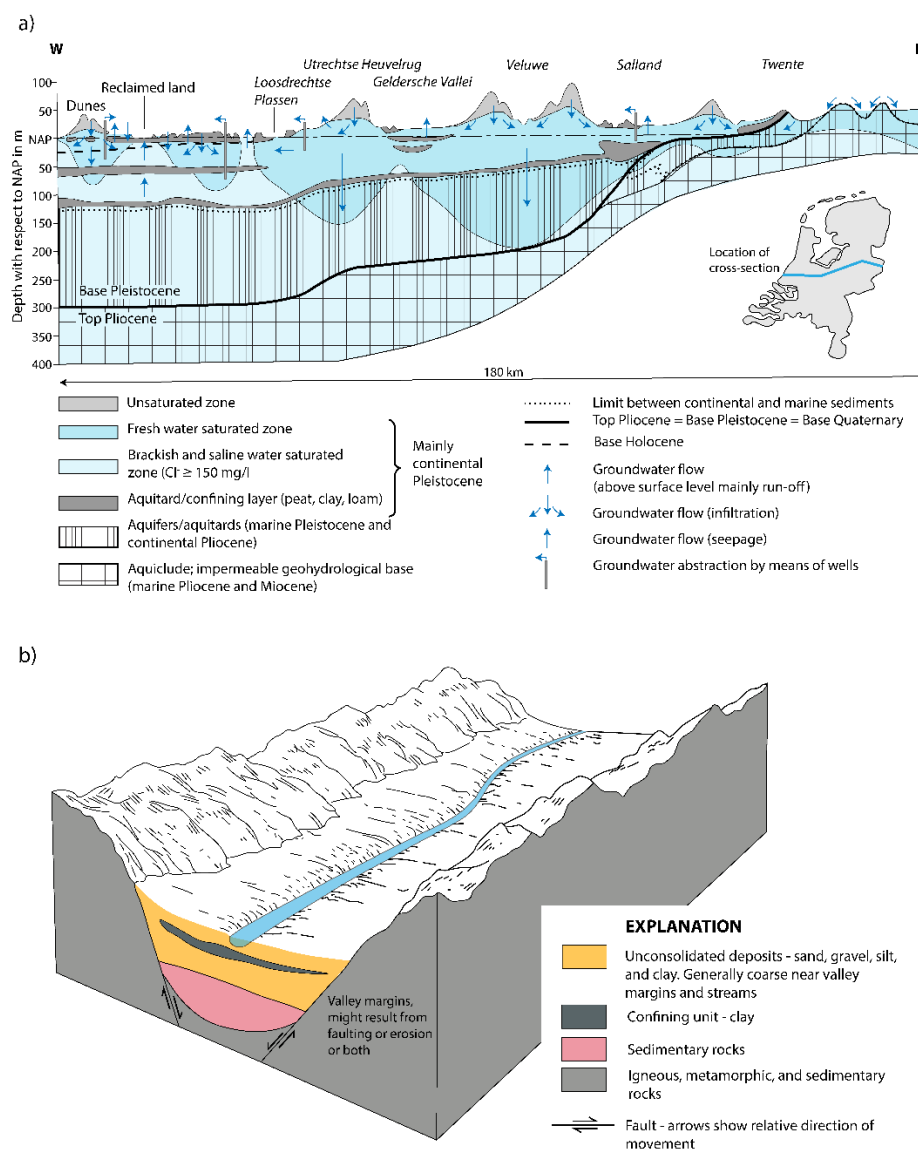 a)
W
Utrechtse Heuvelrug
Veluwe
Salland
Twente
Reclaimed land
Loosdrechtse
Plassen
Geldersche Vallei
Dunes
Depth with respect to NAP in m
100
50
NAP
50
100
150
200
250
300
350
400
Base Pleistocene
Top Pliocene
Location of
cross-section
180 km
Unsaturated zone
Fresh water saturated zone
Brackish and saline water saturated
zone (Cl⁻ ≥ 150 mg/l
Aquitard/confining layer (peat, clay, loam)
Mainly
continental
Pleistocene
Aquifers/aquitards (marine Pleistocene and
continental Pliocene)
Aquiclude; impermeable geohydrological base
(marine Pliocene and Miocene)
Limit between continental and marine sediments
Top Pliocene = Base Pleistocene = Base Quaternary
Base Holocene
Groundwater flow
(above surface level mainly run-off)
Groundwater flow (infiltration)
Groundwater flow (seepage)
Groundwater abstraction by means of wells
b)
Valley margins,
might result from
faulting or erosion
or both
EXPLANATION
Unconsolidated deposits - sand, gravel, silt,
and clay. Generally coarse near valley
margins and streams
Confining unit - clay
Sedimentary rocks
Igneous, metamorphic, and sedimentary
rocks
Fault - arrows show relative direction of
movement